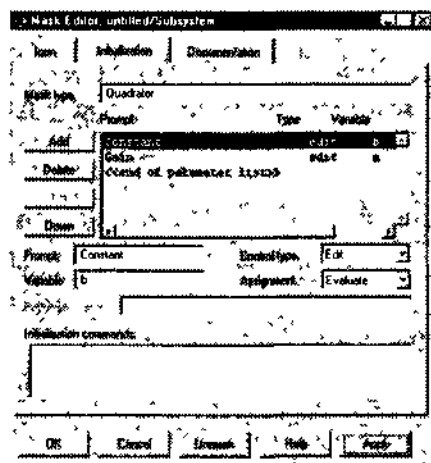 Mask Editor, untitled/Subsystem
Icon Initialization Documentation
Mask type: Quadrator
Prompt Type Variable
Add
Constant edit b
Gain edit a
<<end of parameter list>>
Delete
Down
Prompt: Constant Control type: Edit
Variable: b Assignment: Evaluate
Initialization commands:
OK Cancel Unmask Help Apply